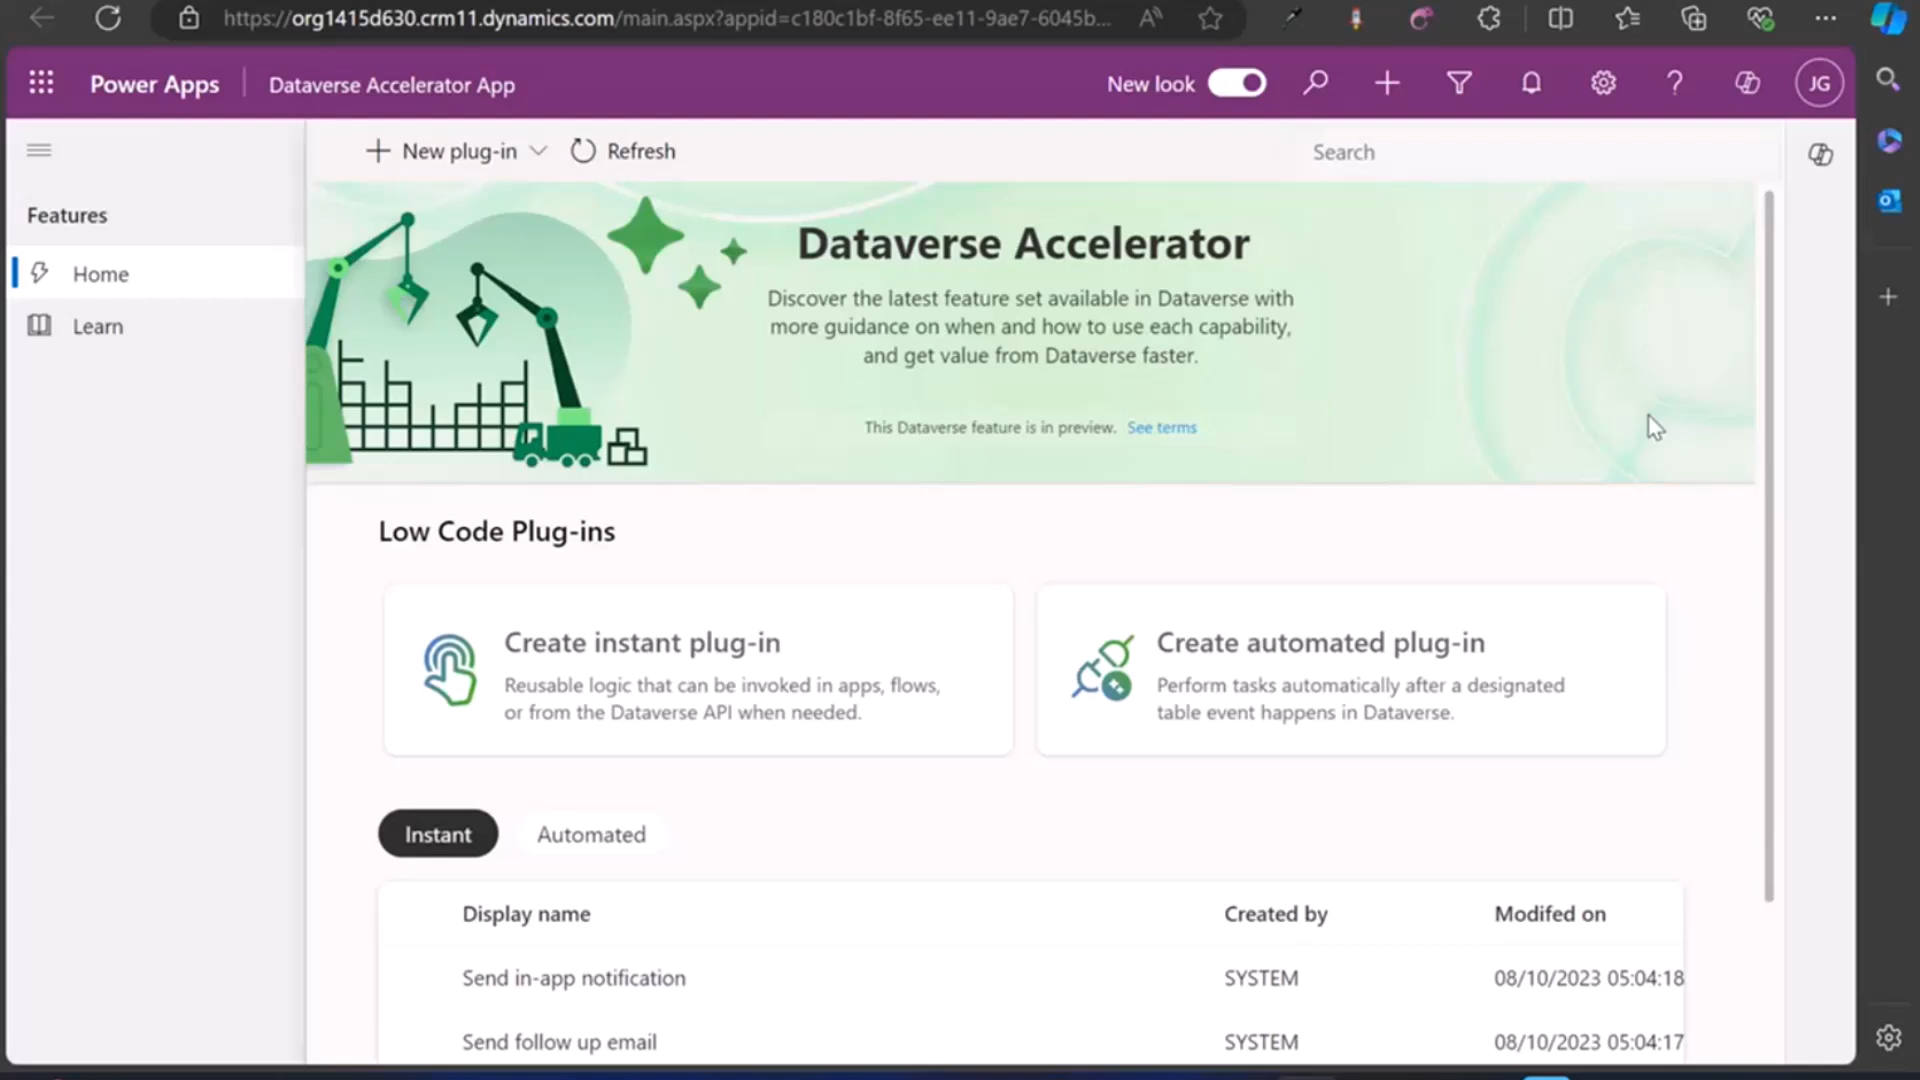 https://org1415d630.crm11.dynamics.com/main.aspx?appid=c180c1bf-8f65-ee11-9ae7-6045b...
Power Apps
Dataverse Accelerator App
New look
JG
New plug-in
Refresh
Search
Features
Home
Learn
Dataverse Accelerator
Discover the latest feature set available in Dataverse with
more guidance on when and how to use each capability,
and get value from Dataverse faster.
This Dataverse feature is in preview. See terms
Low Code Plug-ins
Create instant plug-in
Reusable logic that can be invoked in apps, flows,
or from the Dataverse API when needed.
Create automated plug-in
Perform tasks automatically after a designated
table event happens in Dataverse.
Instant
Automated
Display name Created by Modifed on
Send in-app notification SYSTEM 08/10/2023 05:04:18
Send follow up email SYSTEM 08/10/2023 05:04:17